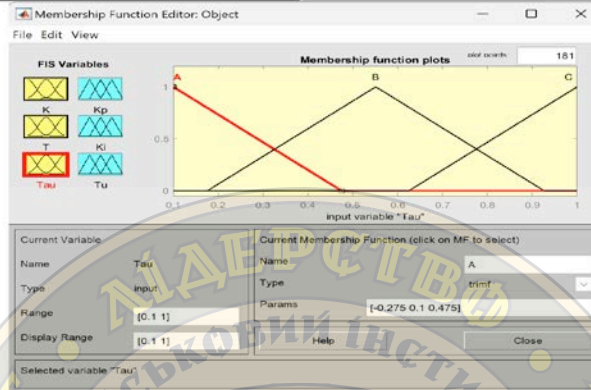 Membership Function Editor: Object
File Edit View
FIS Variables
Membership function plots
plot points:
181
K
Kp
T
Ki
Tau
Tu
A
B
C
1
0.5
0
0.1 0.2 0.3 0.4 0.5 0.6 0.7 0.8 0.9 1
input variable "Tau"
Current Variable
Name Tau
Type input
Range [0.1 1]
Display Range [0.1 1]
Current Membership Function (click on MF to select)
Name A
Type trimf
Params [-0.275 0.1 0.475]
Help Close
Selected variable "Tau"
ЛІДЕРСТВО